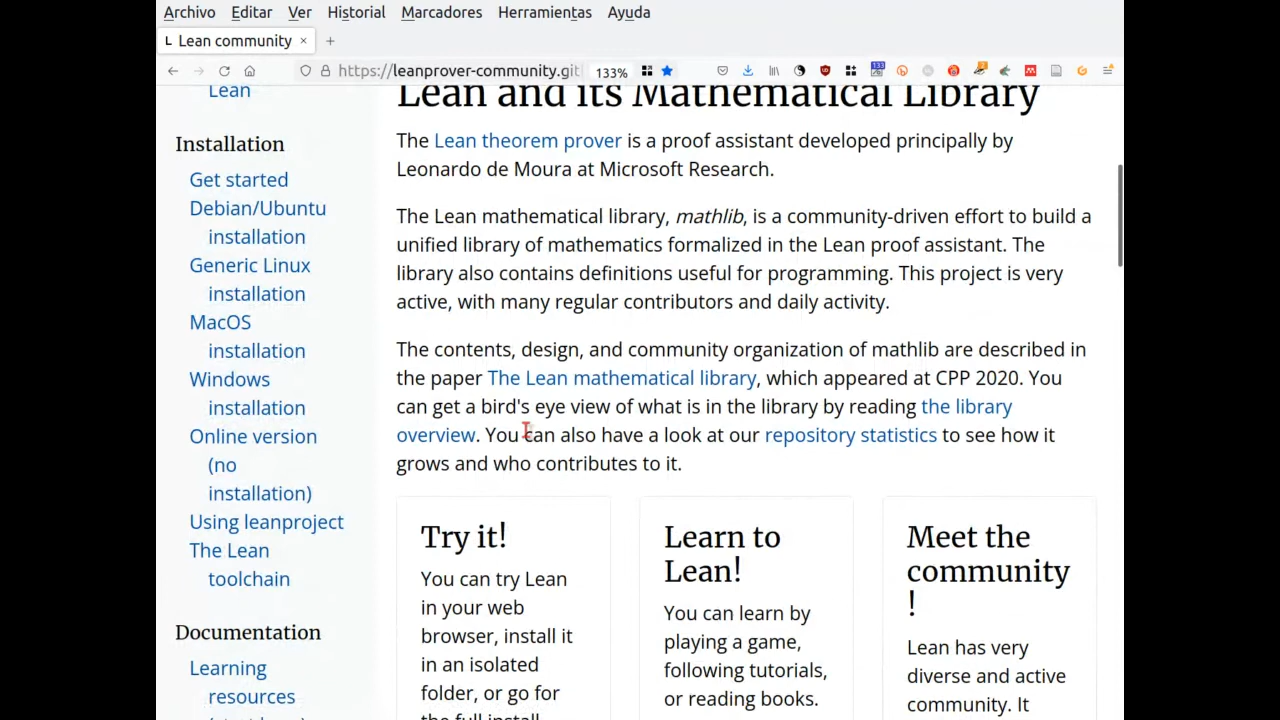 Archivo Editar Ver Historial Marcadores Herramientas Ayuda
L Lean community × +
https://leanprover-community.git 133% 133
Lean
Installation
Get started
Debian/Ubuntu
installation
Generic Linux
installation
MacOS
installation
Windows
installation
Online version
(no
installation)
Using leanproject
The Lean
toolchain
Documentation
Learning
resources
Lean and its Mathematical Library
The Lean theorem prover is a proof assistant developed principally by
Leonardo de Moura at Microsoft Research.
The Lean mathematical library, mathlib, is a community-driven effort to build a
unified library of mathematics formalized in the Lean proof assistant. The
library also contains definitions useful for programming. This project is very
active, with many regular contributors and daily activity.
The contents, design, and community organization of mathlib are described in
the paper The Lean mathematical library, which appeared at CPP 2020. You
can get a bird's eye view of what is in the library by reading the library
overview. You can also have a look at our repository statistics to see how it
grows and who contributes to it.
Try it!
You can try Lean
in your web
browser, install it
in an isolated
folder, or go for
the full install
Learn to
Lean!
You can learn by
playing a game,
following tutorials,
or reading books.
Meet the
community
!
Lean has very
diverse and active
community. It